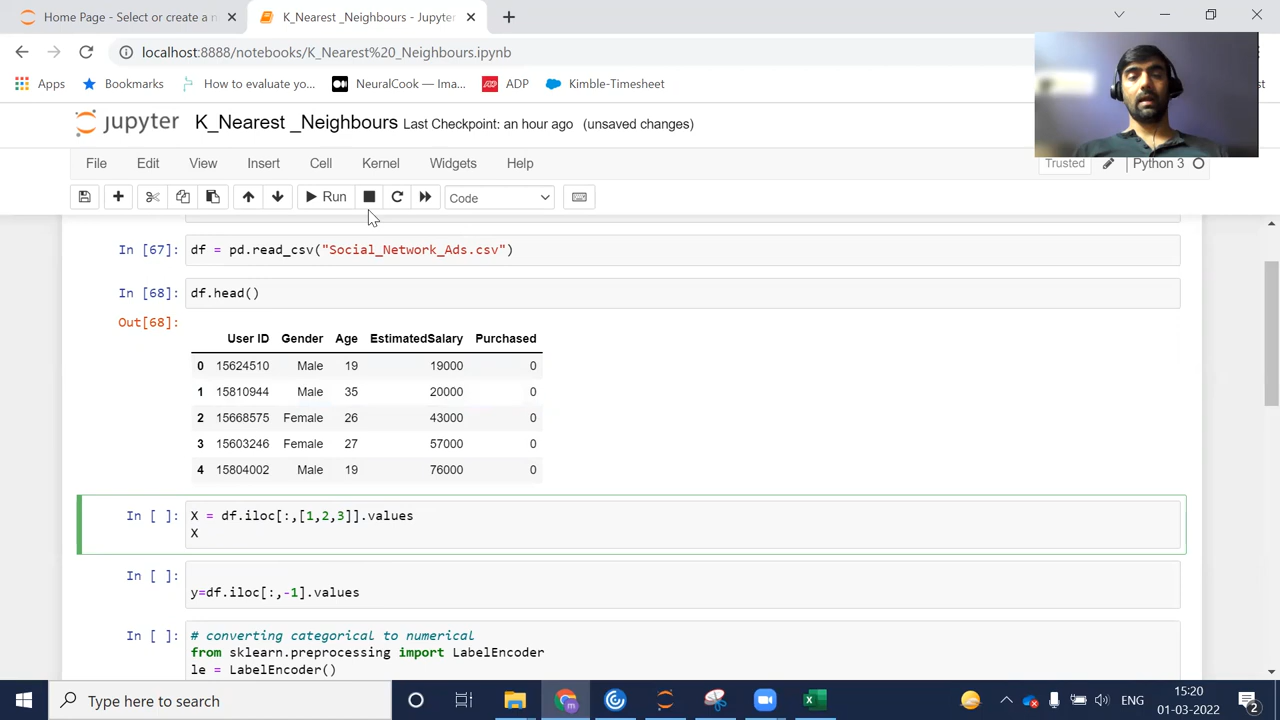 Home Page - Select or create a n
K_Nearest _Neighbours - Jupyter
localhost:8888/notebooks/K_Nearest%20_Neighbours.ipynb
Apps Bookmarks How to evaluate yo... NeuralCook — Ima... ADP Kimble-Timesheet
jupyter K_Nearest _Neighbours Last Checkpoint: an hour ago (unsaved changes)
File Edit View Insert Cell Kernel Widgets Help Trusted Python 3
Run Code
In [67]: df = pd.read_csv("Social_Network_Ads.csv")
In [68]: df.head()
Out[68]:
User ID Gender Age EstimatedSalary Purchased
0 15624510 Male 19 19000 0
1 15810944 Male 35 20000 0
2 15668575 Female 26 43000 0
3 15603246 Female 27 57000 0
4 15804002 Male 19 76000 0
In [ ]: X = df.iloc[:,[1,2,3]].values
X
In [ ]:
y=df.iloc[:,-1].values
In [ ]: # converting categorical to numerical
from sklearn.preprocessing import LabelEncoder
le = LabelEncoder()
Type here to search
ENG
15:20
01-03-2022
2